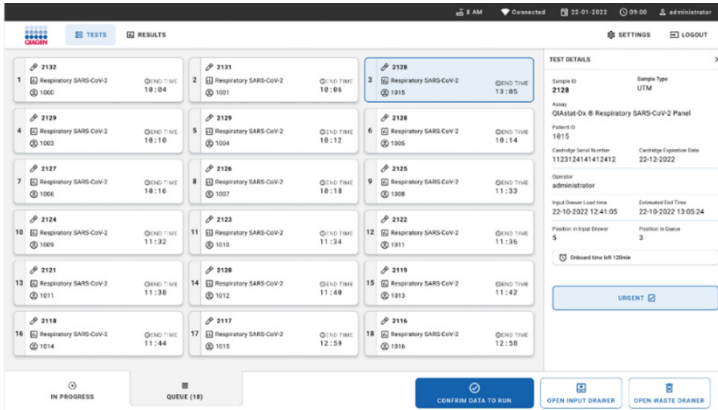 8 AM Connected 22-01-2022 09:00 administrator
QIAGEN TESTS RESULTS SETTINGS LOGOUT
1 2132 Respiratory SARS-CoV-2 1000 END TIME 10:04
2 2131 Respiratory SARS-CoV-2 1001 END TIME 10:06
3 2128 Respiratory SARS-CoV-2 1015 END TIME 13:05
4 2129 Respiratory SARS-CoV-2 1003 END TIME 10:10
5 2129 Respiratory SARS-CoV-2 1004 END TIME 10:12
6 2128 Respiratory SARS-CoV-2 1005 END TIME 10:14
7 2127 Respiratory SARS-CoV-2 1006 END TIME 10:16
8 2126 Respiratory SARS-CoV-2 1007 END TIME 10:18
9 2125 Respiratory SARS-CoV-2 1008 END TIME 11:33
10 2124 Respiratory SARS-CoV-2 1009 END TIME 11:32
11 2123 Respiratory SARS-CoV-2 1010 END TIME 11:34
12 2122 Respiratory SARS-CoV-2 1011 END TIME 11:36
13 2121 Respiratory SARS-CoV-2 1011 END TIME 11:38
14 2120 Respiratory SARS-CoV-2 1012 END TIME 11:40
15 2119 Respiratory SARS-CoV-2 1013 END TIME 11:42
16 2118 Respiratory SARS-CoV-2 1014 END TIME 11:44
17 2117 Respiratory SARS-CoV-2 1015 END TIME 12:59
18 2116 Respiratory SARS-CoV-2 1016 END TIME 12:58
TEST DETAILS
Sample ID Sample Type
2128 UTM
Assay
QIAstat-Dx ® Respiratory SARS-CoV-2 Panel
Patient ID
1015
Cartridge Serial Number Cartridge Expiration Date
1123124141412412 22-12-2022
Operator
administrator
Input Drawer Load time Estimated End Time
22-10-2022 12:41:05 22-10-2022 13:05:24
Position in Input Drawer Position in Queue
5 3
Onboard time left 120min
URGENT
IN PROGRESS QUEUE (18) CONFRIM DATA TO RUN OPEN INPUT DRAWER OPEN WASTE DRAWER